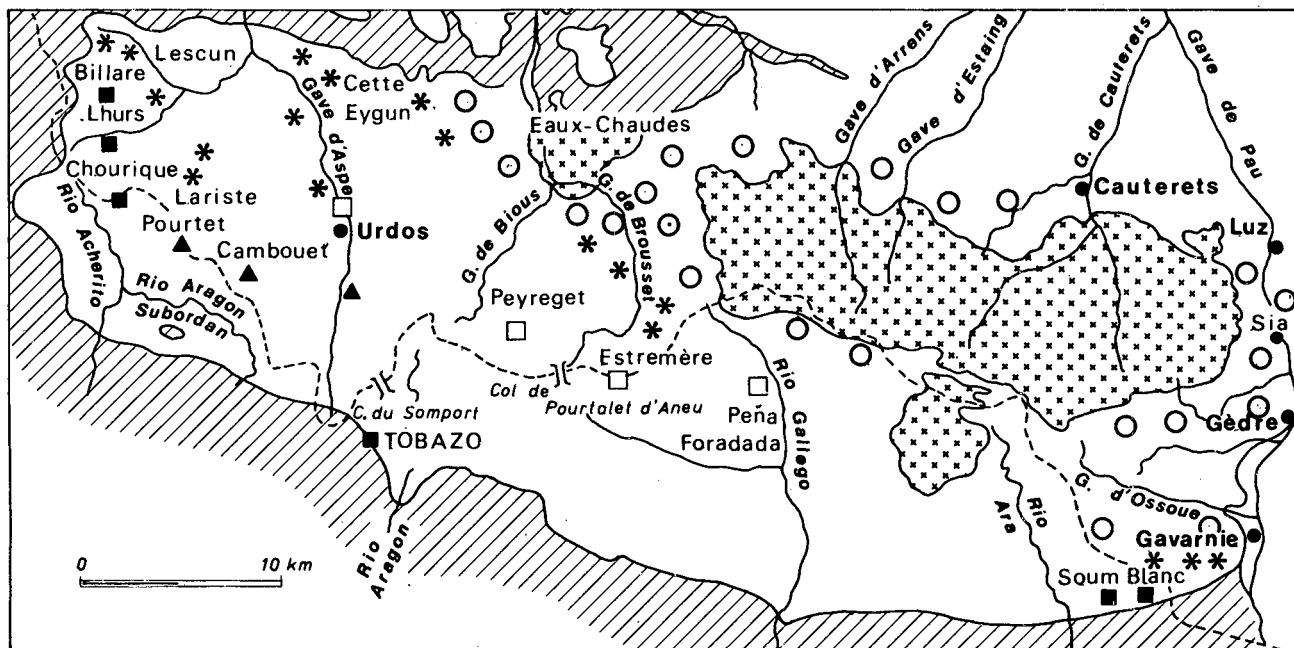 Lescun
Billare
Lhurs
Chourique
Lariste
Pourtet
Cambouet
Rio Acherito
Rio Aragon
Subordan
Gave d'Aspe
Cette
Eygun
Urdos
Eaux-Chaudes
G. de Bious
G. de Brousset
Peyreget
Estremère
Col de
Pourtalet d'Aneu
C. du Somport
TOBAZO
Rio Aragon
Peña
Foradada
Rio Gallego
Gave d'Arrens
Gave d'Estaing
G. de Cauterets
Gave de Pau
Cauterets
Luz
Sia
Gèdre
G. d'Ossoue
Gavarnie
Soum Blanc
Rio Ara
0 10 km